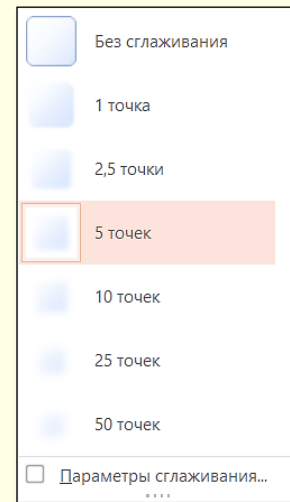 Без сглаживания
1 точка
2,5 точки
5 точек
10 точек
25 точек
50 точек
Параметры сглаживания...